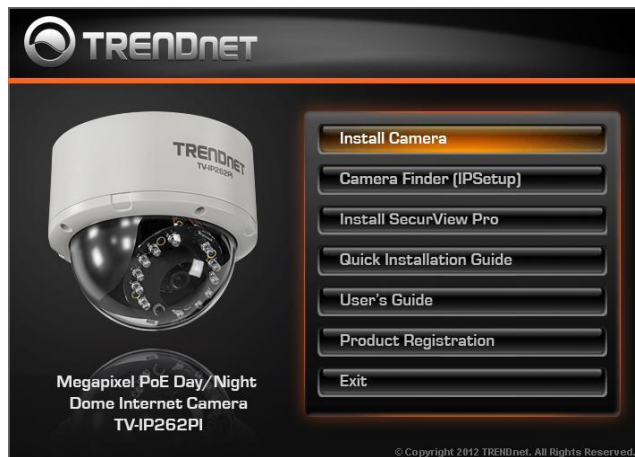 TRENDNET
TRENDNET
TV-IP262PI
Install Camera
Camera Finder (IPSetup)
Install SecurView Pro
Quick Installation Guide
User's Guide
Product Registration
Exit
Megapixel PoE Day/Night
Dome Internet Camera
TV-IP262PI
© Copyright 2012 TRENDnet. All Rights Reserved.